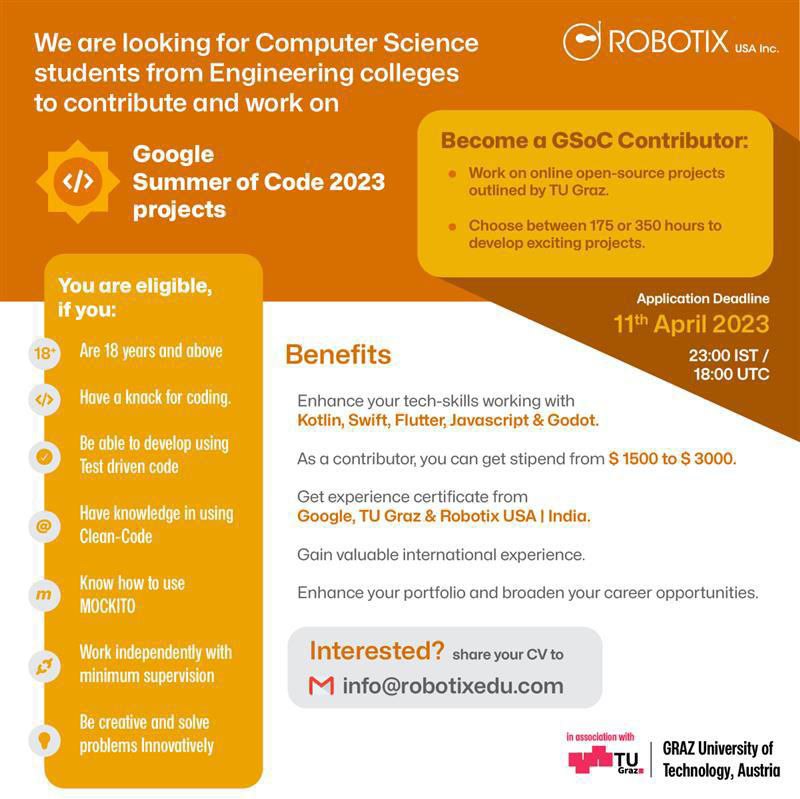 We are looking for Computer Science
students from Engineering colleges
to contribute and work on
ROBOTIX USA Inc.
</>
Google
Summer of Code 2023
projects
Become a GSoC Contributor:
Work on online open-source projects
outlined by TU Graz.
Choose between 175 or 350 hours to
develop exciting projects.
Application Deadline
11th April 2023
23:00 IST /
18:00 UTC
You are eligible,
if you:
18+ Are 18 years and above
</> Have a knack for coding.
Be able to develop using
Test driven code
@ Have knowledge in using
Clean-Code
m Know how to use
MOCKITO
Work independently with
minimum supervision
Be creative and solve
problems Innovatively
Benefits
Enhance your tech-skills working with
Kotlin, Swift, Flutter, Javascript & Godot.
As a contributor, you can get stipend from $ 1500 to $ 3000.
Get experience certificate from
Google, TU Graz & Robotix USA | India.
Gain valuable international experience.
Enhance your portfolio and broaden your career opportunities.
Interested? share your CV to
info@robotixedu.com
in association with
TU
Graz
GRAZ University of
Technology, Austria